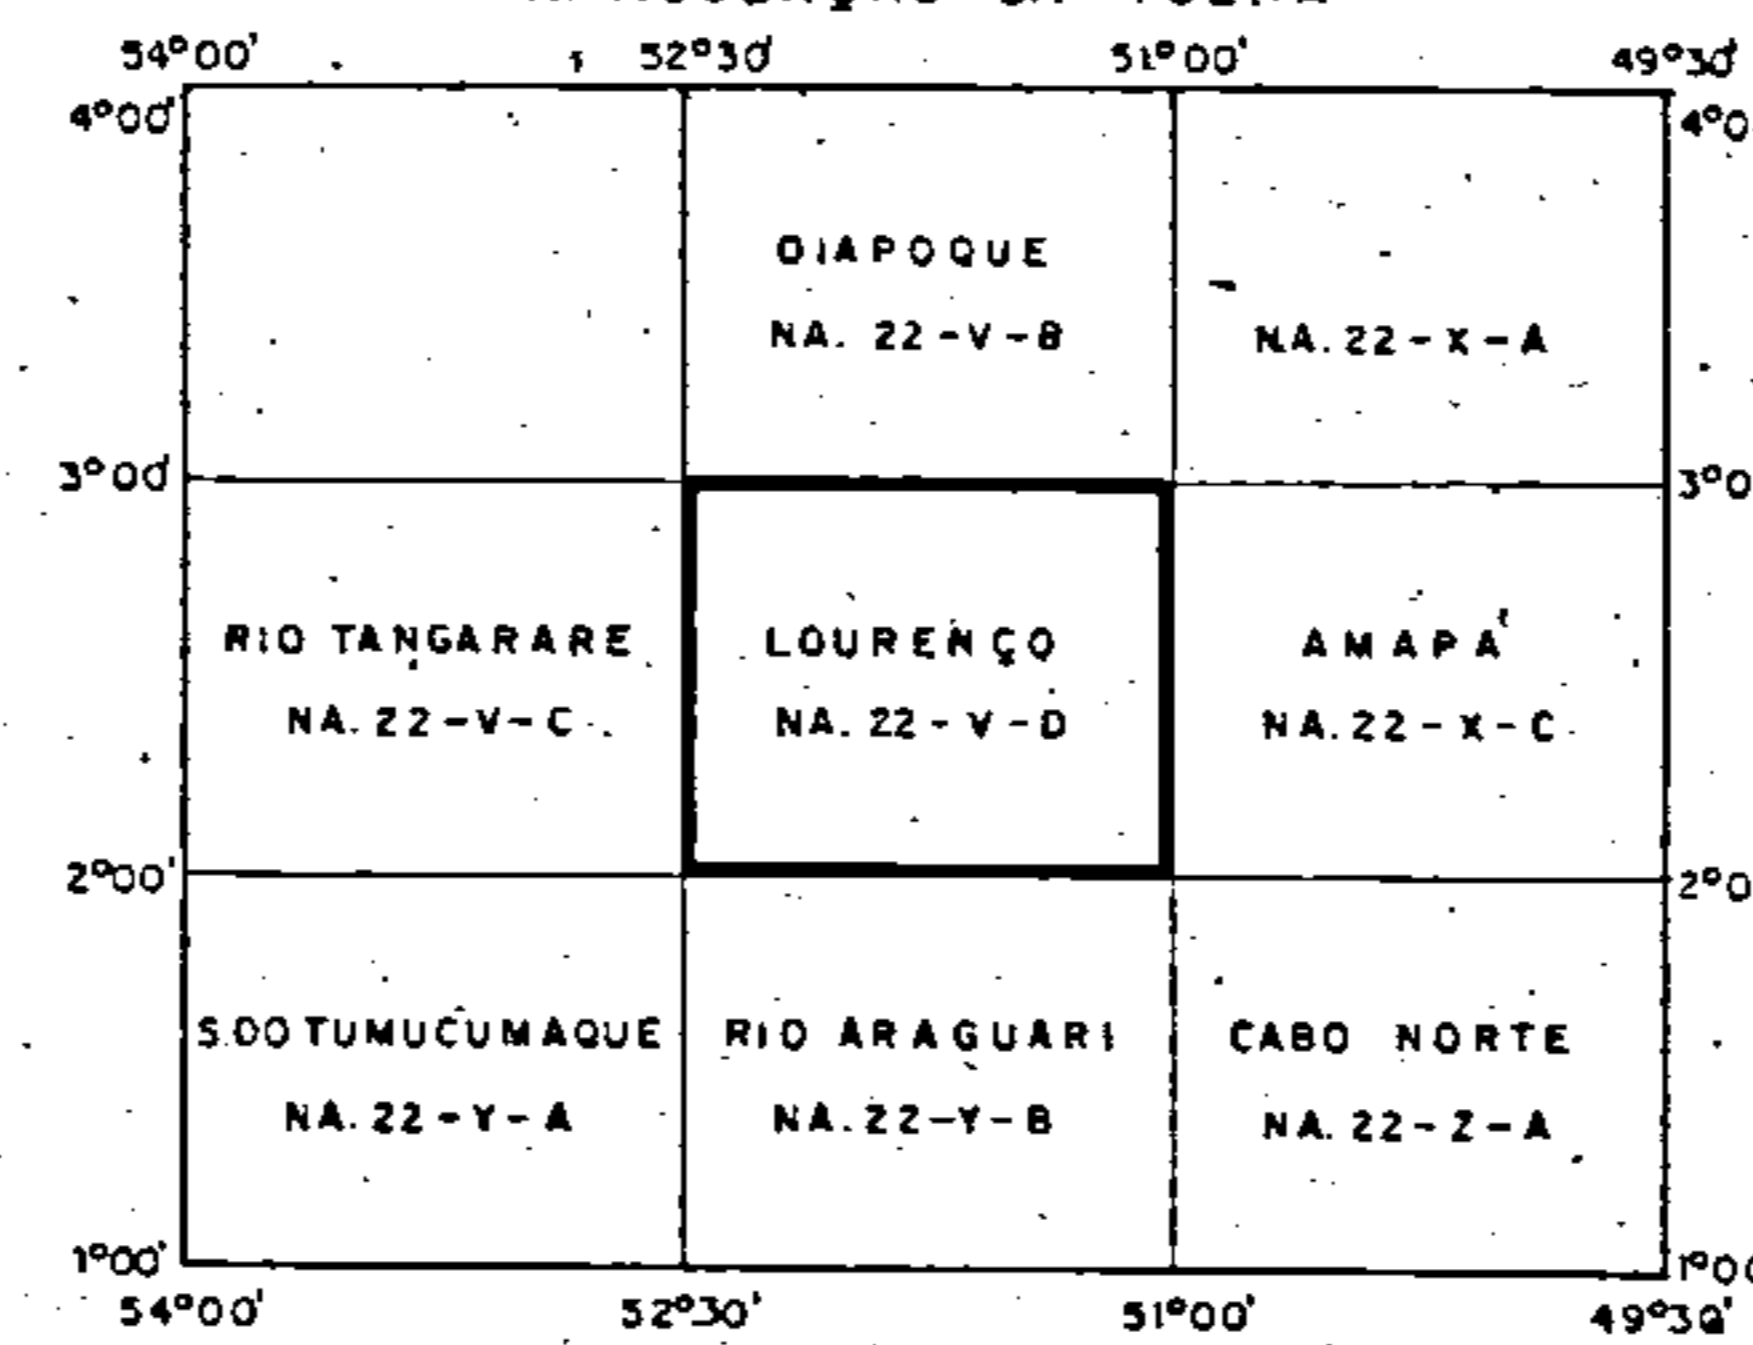 54°00' 52°30' 51°00' 49°30'
4°00' 4°0
OIAPOQUE
NA. 22-V-B NA. 22-X-A
3°00' 3°0
RIO TANGARARE LOURENÇO AMAPÁ
NA. 22-V-C NA. 22-V-D NA. 22-X-C
2°00' 2°0
S.DO TUMUCUMAQUE RIO ARAGUARI CABO NORTE
NA. 22-Y-A NA. 22-Y-B NA. 22-Z-A
1°00' 1°00
54°00' 52°30' 51°00' 49°30'